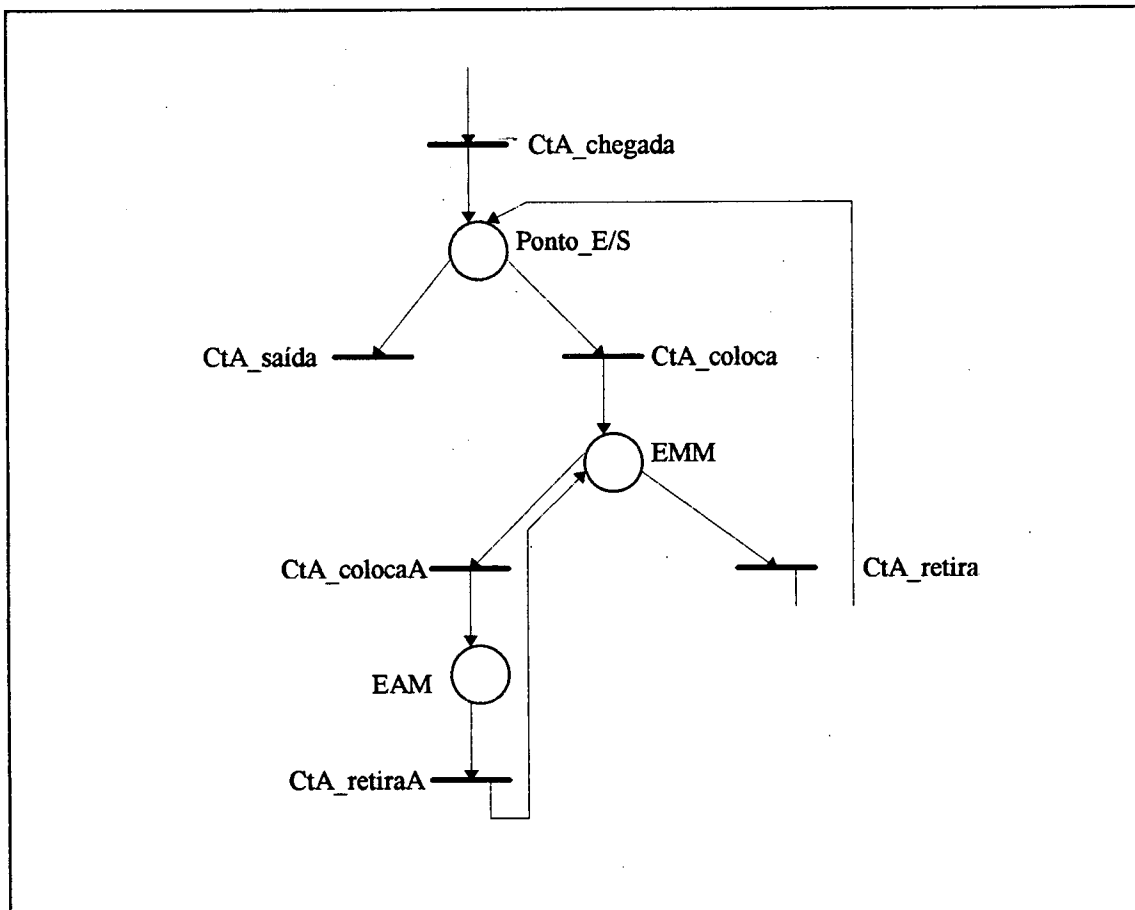 CtA_chegada
Ponto_E/S
CtA_saída
CtA_coloca
EMM
CtA_colocaA
CtA_retira
EAM
CtA_retiraA